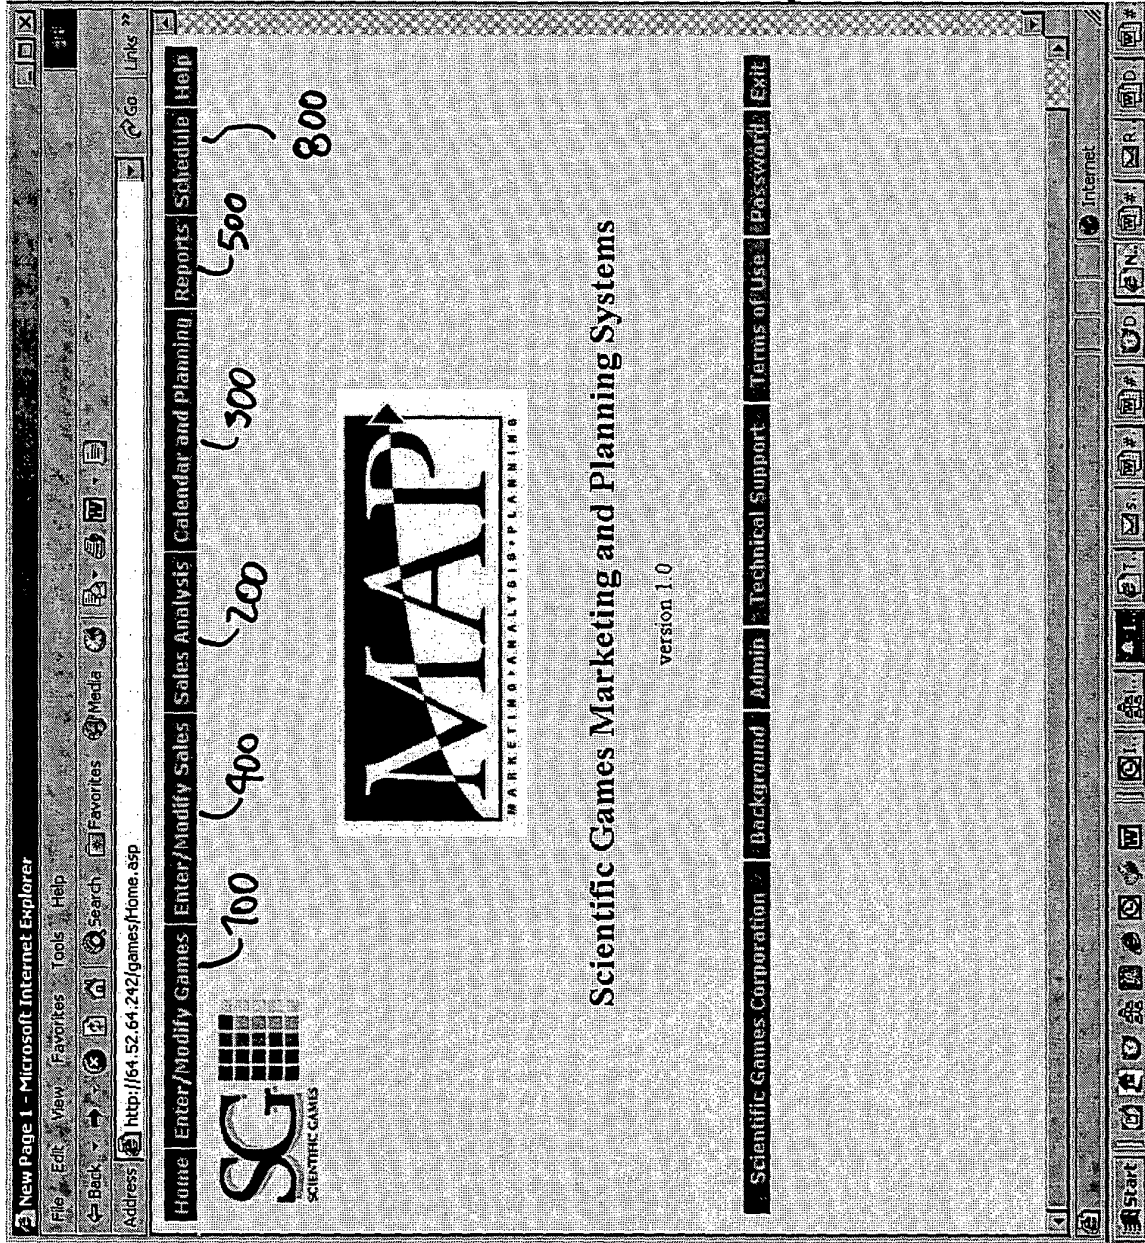 New Page 1 - Microsoft Internet Explorer
File Edit View Favorites Tools Help
Back Search Favorites Media
Address http://64.52.64.242/games/Home.asp Go Links »
Home Enter/Modify Games Enter/Modify Sales Sales Analysis Calendar and Planning Reports Schedule Help
100 400 200 300 500 800
SG
SCIENTIFIC GAMES
MAP
MARKETING•ANALYSIS•PLANNING
Scientific Games Marketing and Planning Systems
version 1.0
Scientific Games Corporation Background Admin Technical Support Terms of Use Password Exit
Internet
Start